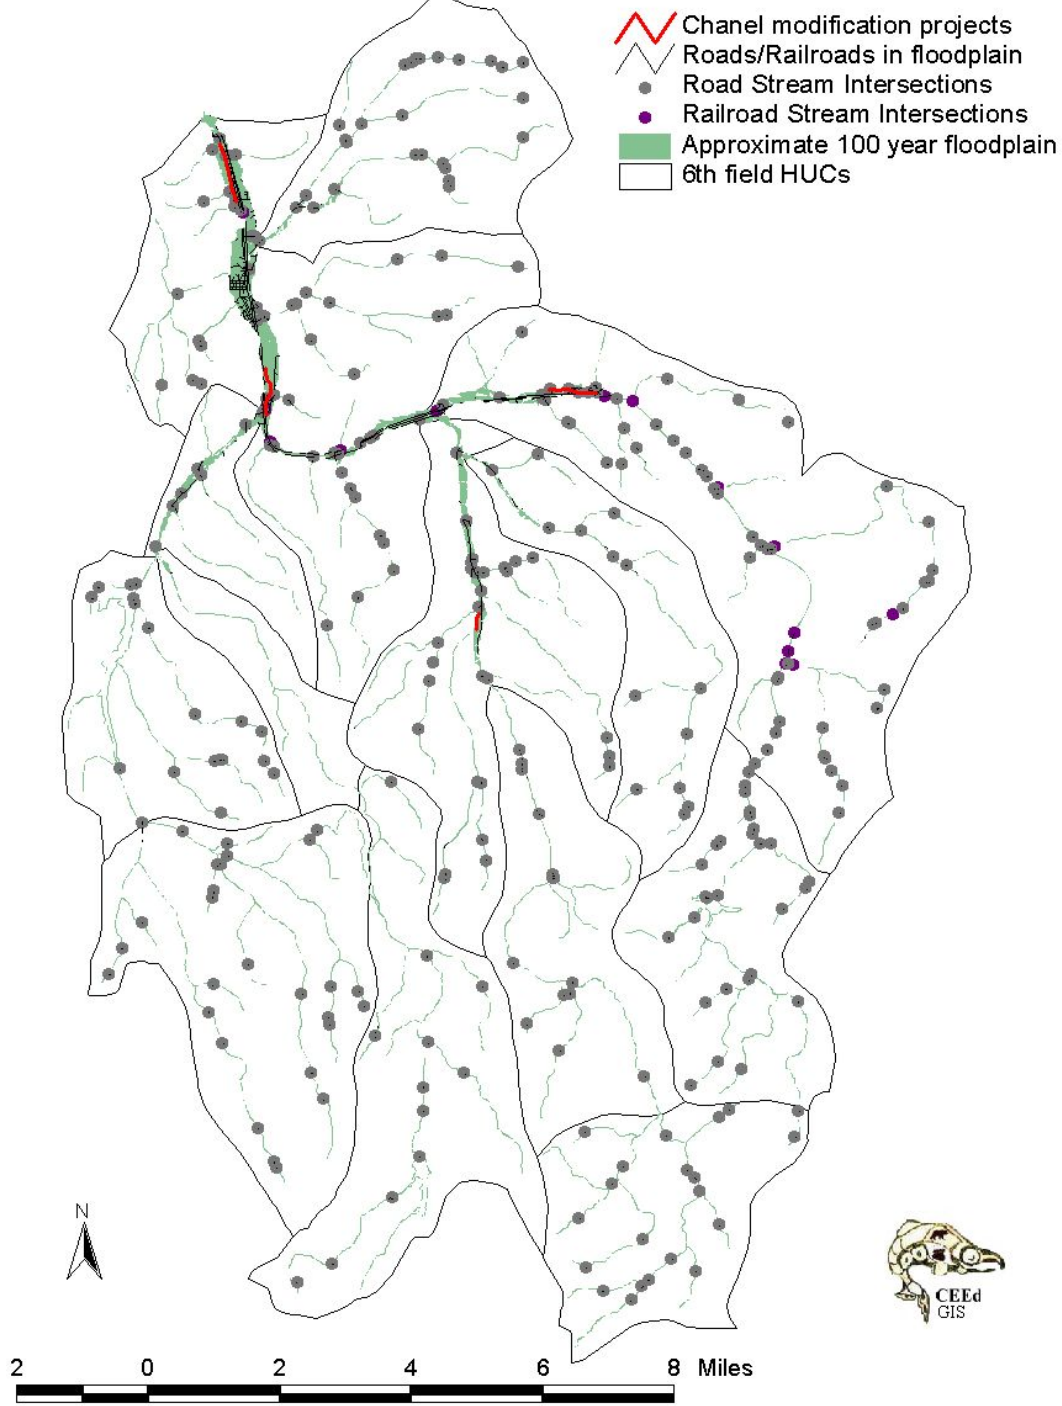 Chanel modification projects
Roads/Railroads in floodplain
Road Stream Intersections
Railroad Stream Intersections
Approximate 100 year floodplain
6th field HUCs
N
CEEd
GIS
2 0 2 4 6 8 Miles